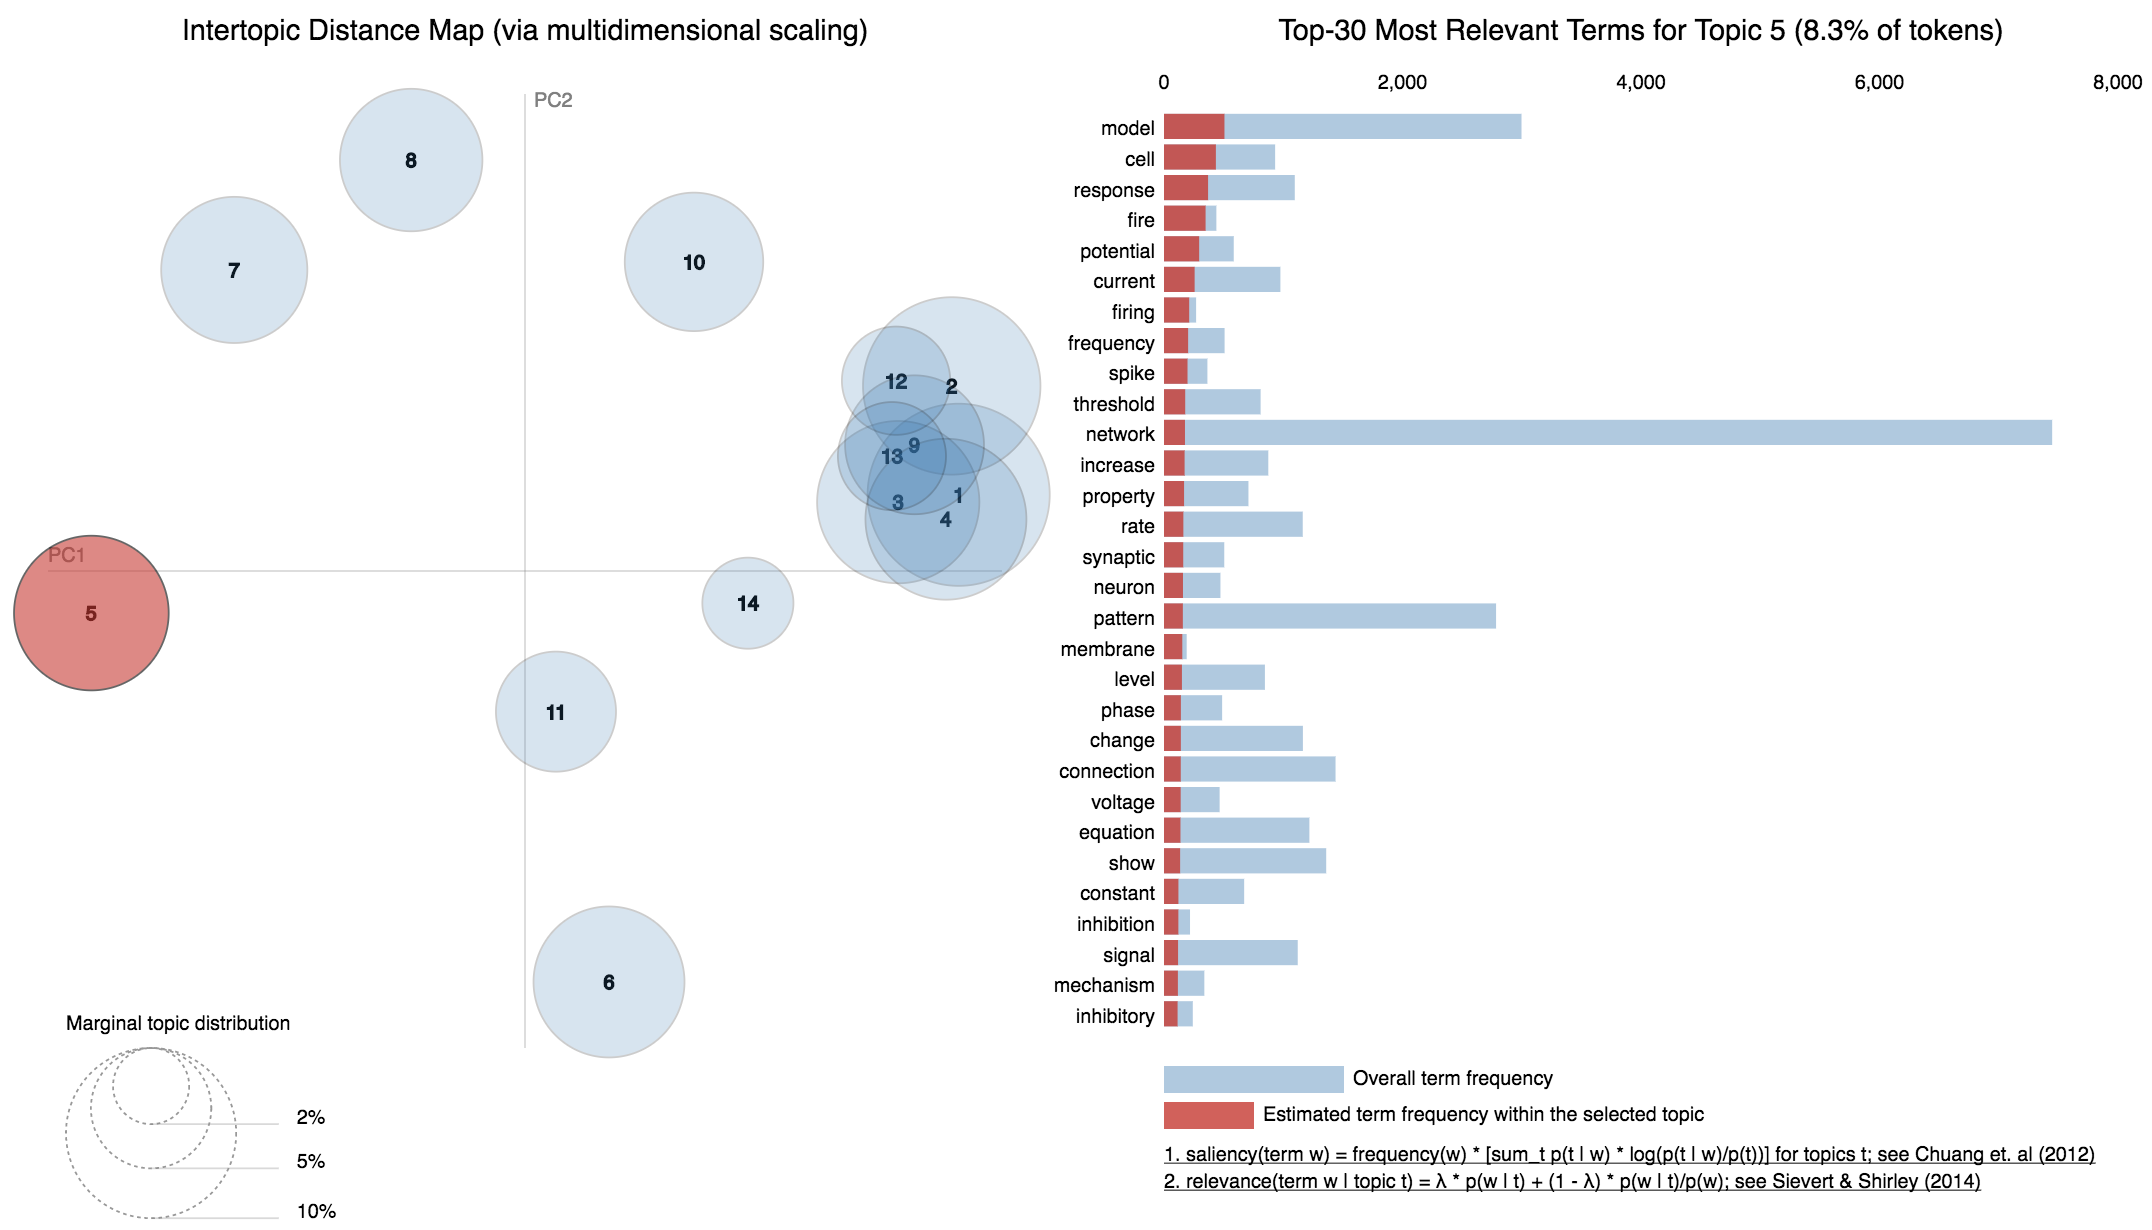 Intertopic Distance Map (via multidimensional scaling)
PC2
PC1
8
7
10
12
2
9
13
3
1
4
5
14
11
6
Marginal topic distribution
2%
5%
10%
Top-30 Most Relevant Terms for Topic 5 (8.3% of tokens)
0 2,000 4,000 6,000 8,000
model
cell
response
fire
potential
current
firing
frequency
spike
threshold
network
increase
property
rate
synaptic
neuron
pattern
membrane
level
phase
change
connection
voltage
equation
show
constant
inhibition
signal
mechanism
inhibitory
Overall term frequency
Estimated term frequency within the selected topic
1. saliency(term w) = frequency(w) * [sum_t p(t | w) * log(p(t | w)/p(t))] for topics t; see Chuang et. al (2012)
2. relevance(term w | topic t) = λ * p(w | t) + (1 - λ) * p(w | t)/p(w); see Sievert & Shirley (2014)